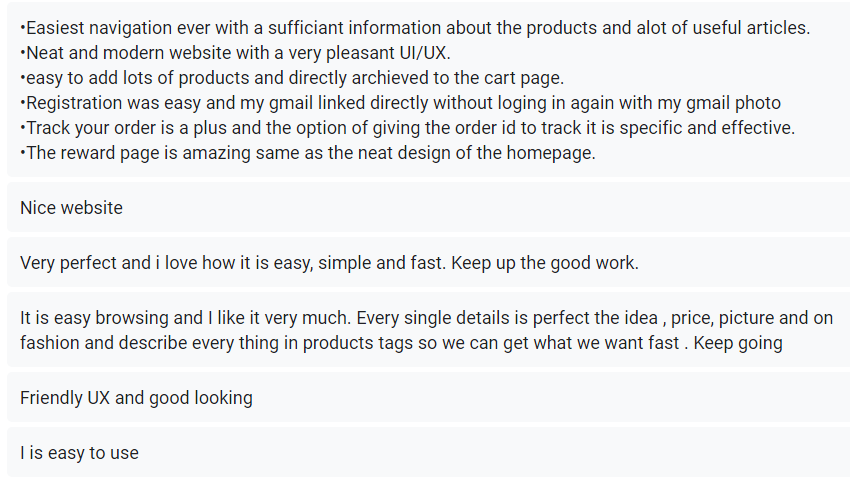 •Easiest navigation ever with a sufficiant information about the products and alot of useful articles.
•Neat and modern website with a very pleasant UI/UX.
•easy to add lots of products and directly archieved to the cart page.
•Registration was easy and my gmail linked directly without loging in again with my gmail photo
•Track your order is a plus and the option of giving the order id to track it is specific and effective.
•The reward page is amazing same as the neat design of the homepage.
Nice website
Very perfect and i love how it is easy, simple and fast. Keep up the good work.
It is easy browsing and I like it very much. Every single details is perfect the idea , price, picture and on
fashion and describe every thing in products tags so we can get what we want fast . Keep going
Friendly UX and good looking
I is easy to use